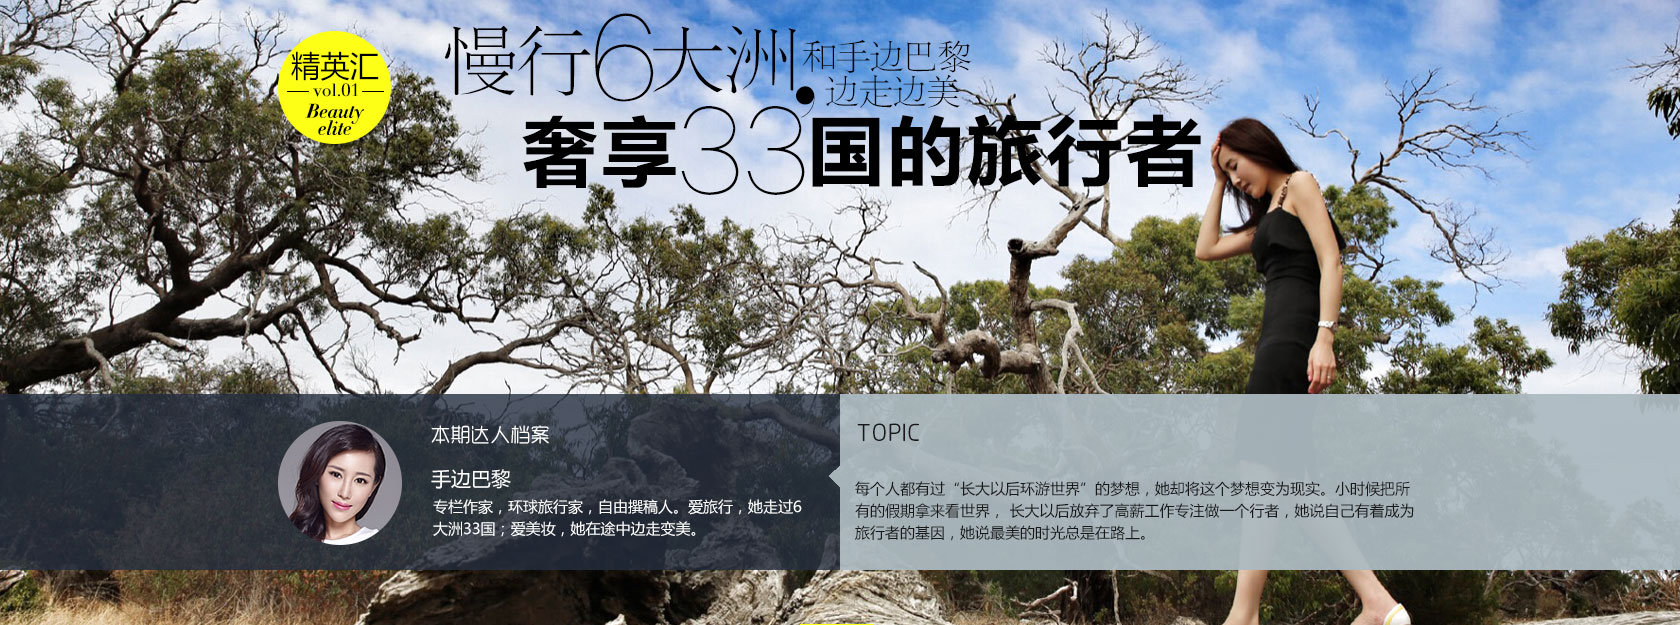 精英汇
vol.01
Beauty
elite
慢行6大洲
和手边巴黎
边走边美
奢享33国的旅行者
本期达人档案
手边巴黎
专栏作家，环球旅行家，自由撰稿人。爱旅行，她走过6
大洲33国；爱美妆，她在途中边走变美。
TOPIC
每个人都有过“长大以后环游世界”的梦想，她却将这个梦想变为现实。小时候把所
有的假期拿来看世界， 长大以后放弃了高薪工作专注做一个行者，她说自己有着成为
旅行者的基因，她说最美的时光总是在路上。